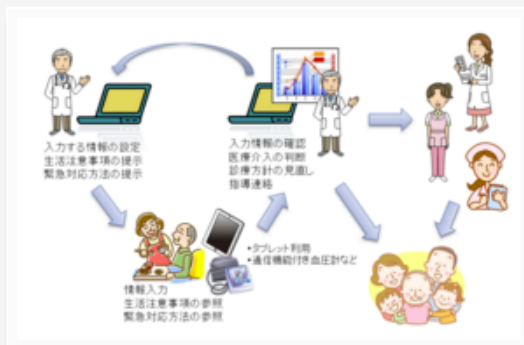 入力する情報の設定
生活注意事項の提示
緊急対応方法の提示
入力情報の確認
医療介入の判断
診療方針の見直し
指導連絡
•タブレット利用
•通信機能付き血圧計など
情報入力
生活注意事項の参照
緊急対応方法の参照